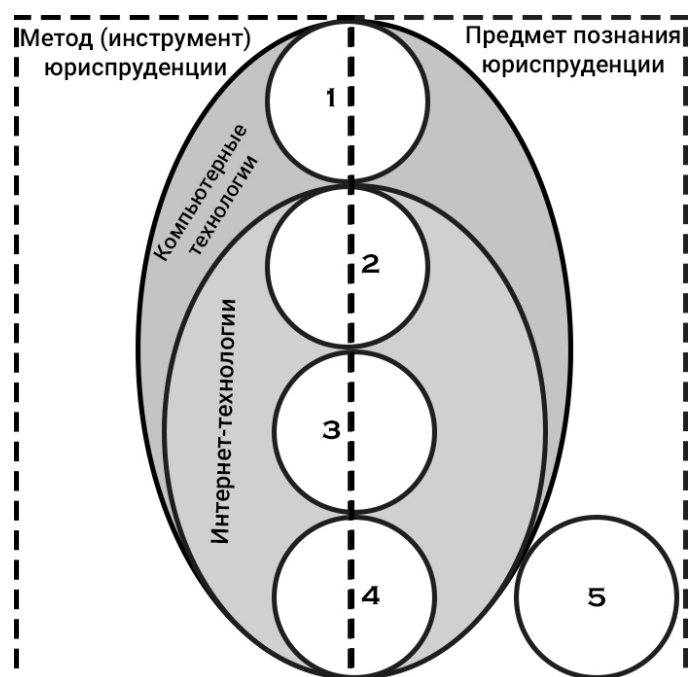 Метод (инструмент)
юриспруденции
Предмет познания
юриспруденции
1
Компьютерные
технологии
2
Интернет-технологии
3
4
5